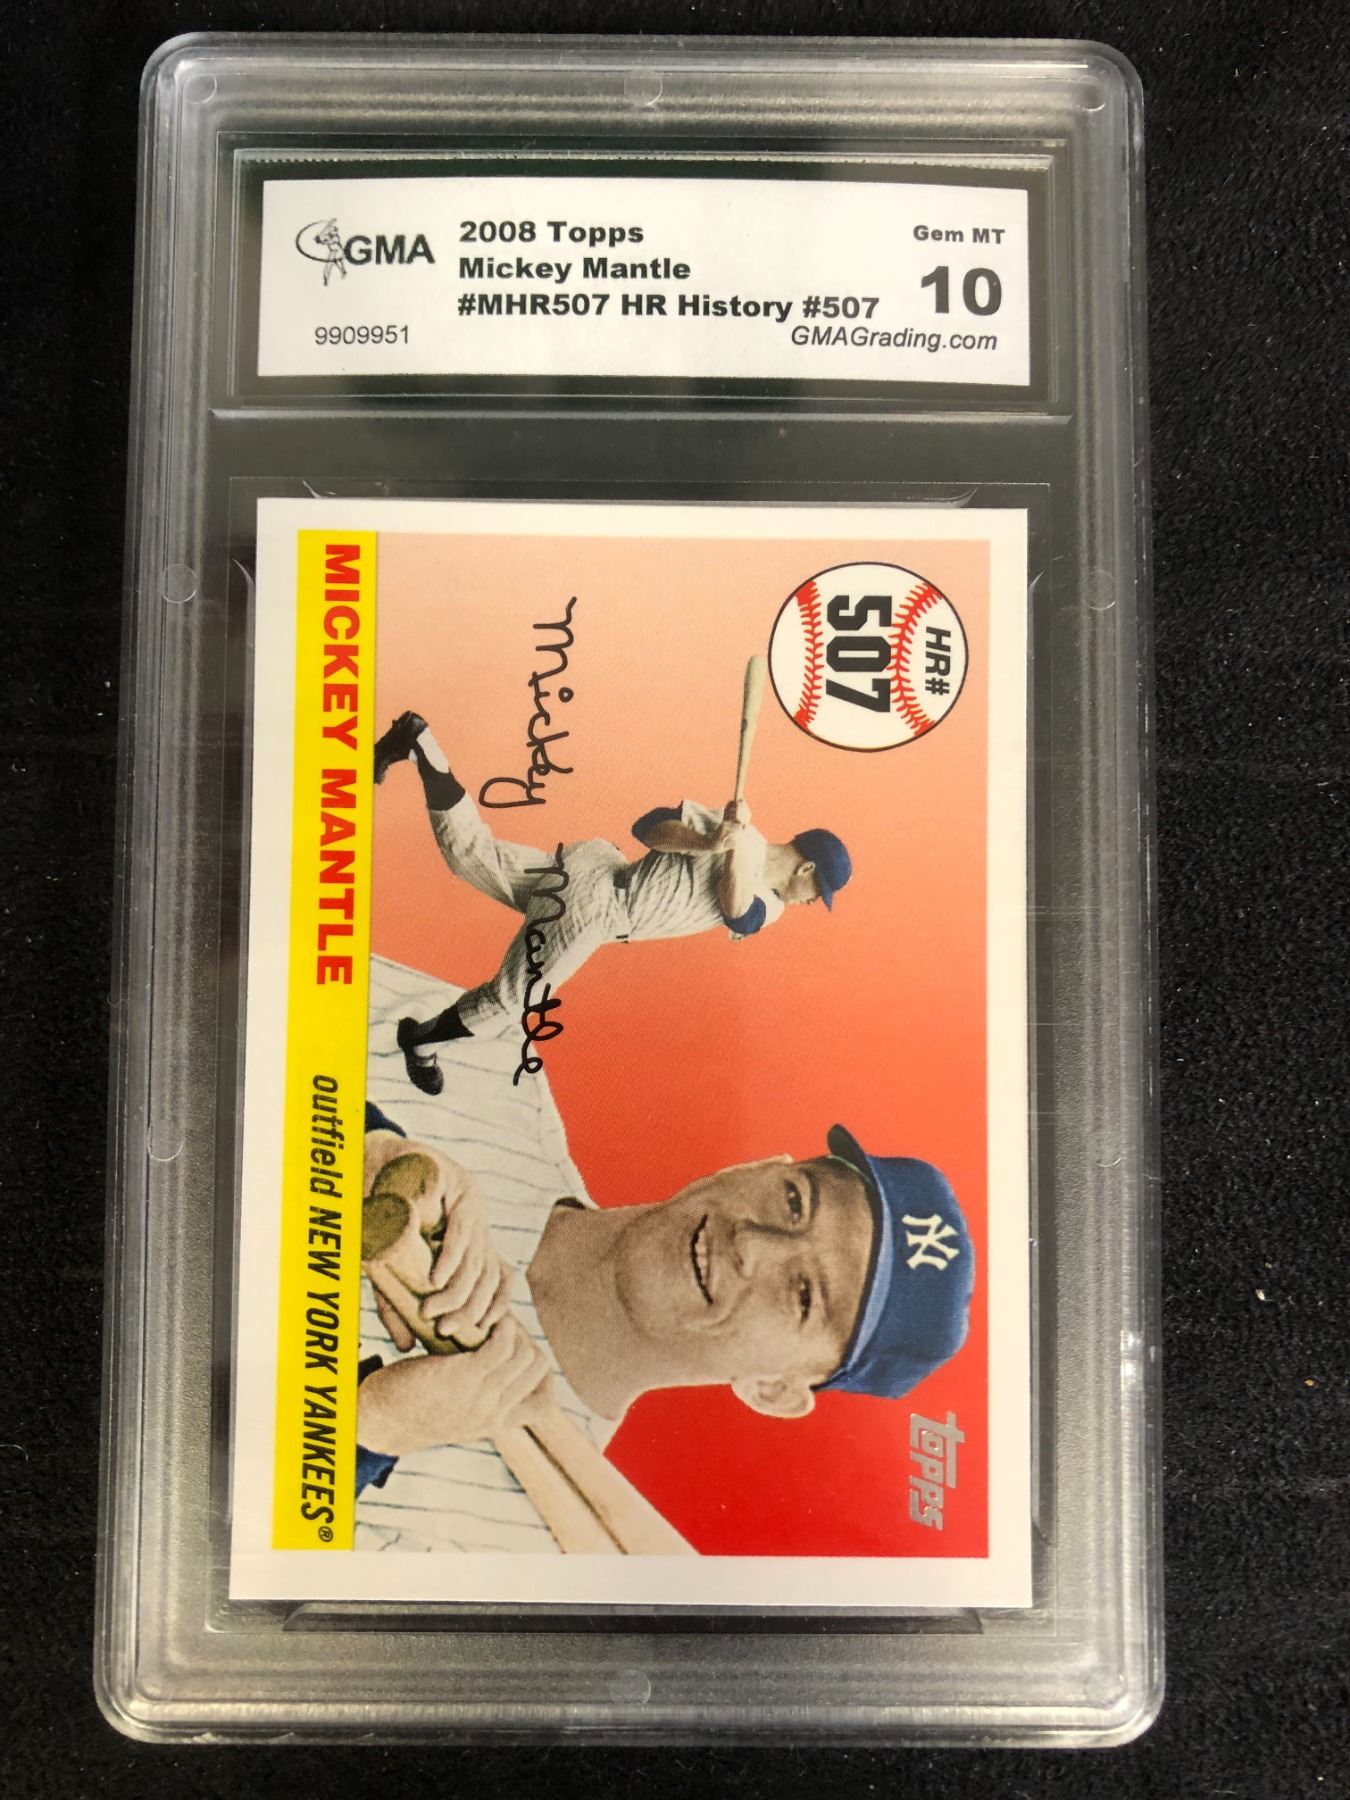 GMA
2008 Topps
Mickey Mantle
#MHR507 HR History #507
9909951
Gem MT
10
GMAGrading.com
HR#
507
Mickey Mantle
MICKEY MANTLE
outfield NEW YORK YANKEES®
NY
Topps